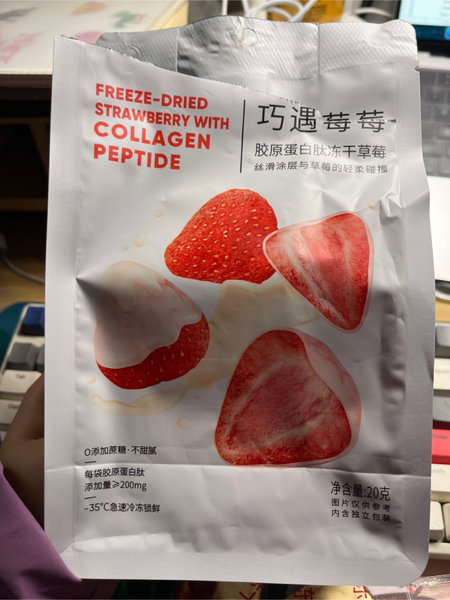 FREEZE-DRIED
STRAWBERRY WITH
COLLAGEN
PEPTIDE
巧遇莓莓
胶原蛋白肽冻干草莓
丝滑涂层与草莓的轻柔碰撞
0添加蔗糖·不甜腻
每袋胶原蛋白肽
添加量≥200mg
-35°C急速冷冻锁鲜
净含量:20克
图片仅供参考
内含独立包装